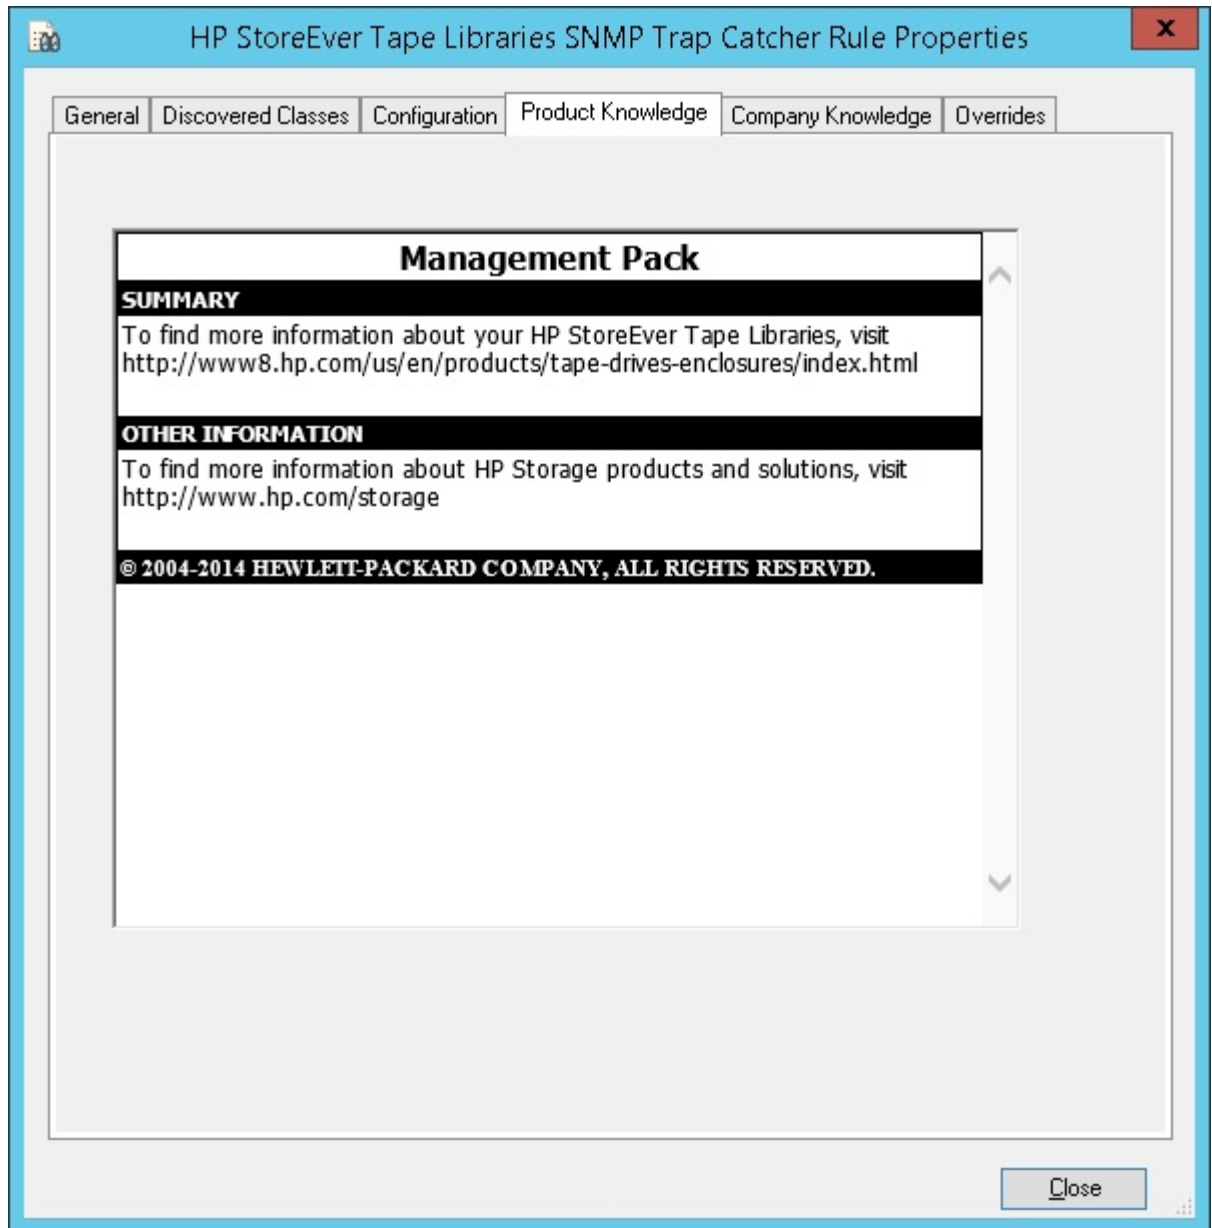 HP StoreEver Tape Libraries SNMP Trap Catcher Rule Properties
x
General Discovered Classes Configuration Product Knowledge Company Knowledge Overrides
Management Pack
SUMMARY
To find more information about your HP StoreEver Tape Libraries, visit
http://www8.hp.com/us/en/products/tape-drives-enclosures/index.html
OTHER INFORMATION
To find more information about HP Storage products and solutions, visit
http://www.hp.com/storage
© 2004-2014 HEWLETT-PACKARD COMPANY, ALL RIGHTS RESERVED.
Close